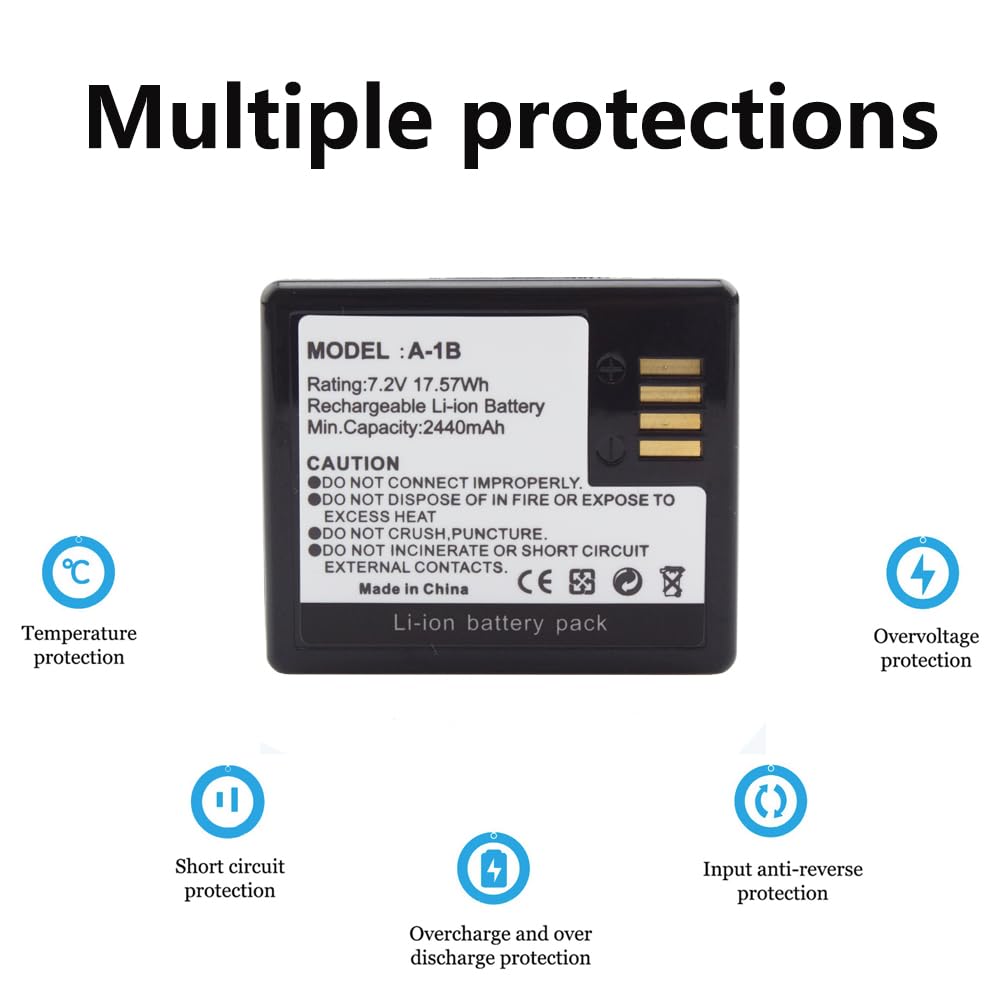 Multiple protections
MODEL :A-1B
Rating:7.2V 17.57Wh
Rechargeable Li-ion Battery
Min.Capacity:2440mAh
CAUTION
●DO NOT CONNECT IMPROPERLY.
●DO NOT DISPOSE OF IN FIRE OR EXPOSE TO
EXCESS HEAT
●DO NOT CRUSH,PUNCTURE.
●DO NOT INCINERATE OR SHORT CIRCUIT
EXTERNAL CONTACTS.
Made in China
CE
Li-ion battery pack
°C
Temperature
protection
Overvoltage
protection
Short circuit
protection
Input anti-reverse
protection
Overcharge and over
discharge protection